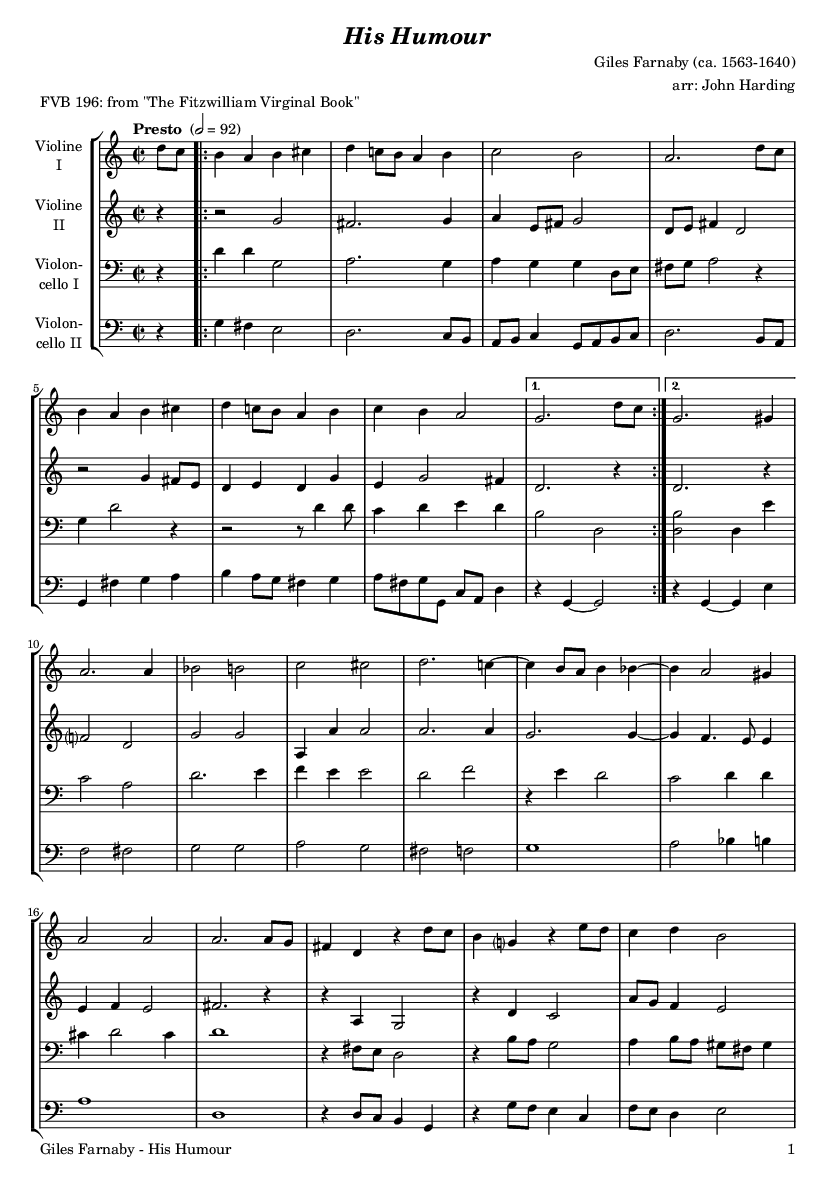 His Humour
Giles Farnaby (ca. 1563-1640)
arr: John Harding
FVB 196: from "The Fitzwilliam Virginal Book"
Presto (𝅗𝅥 = 92)
Violine
I
Violine
II
Violon-
cello I
Violon-
cello II
5
1.
2.
10
16
Giles Farnaby - His Humour
1